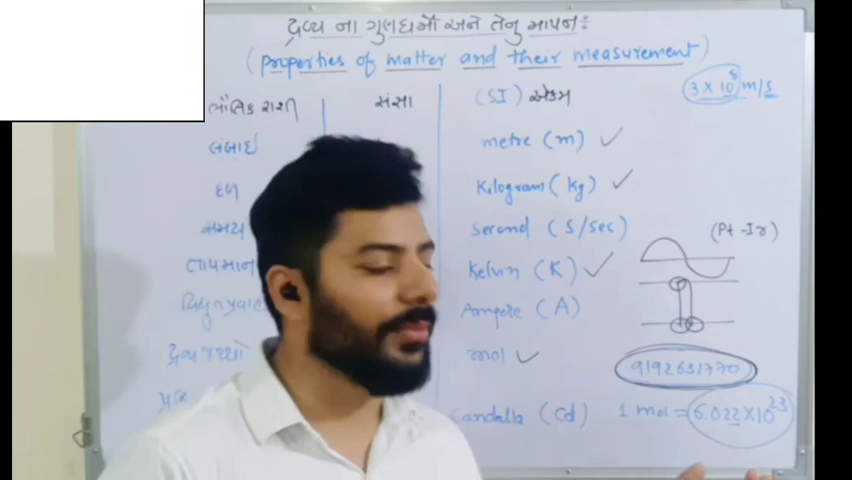 દ્રવ્ય ના ગુણધર્મો અને તેનુ માપન :
(properties of matter and their measurement)
3 X 10⁸ m/s
ભૌતિક રાશી સંજ્ઞા (SI) એકમ
લંબાઈ metre (m) ✓
દળ Kilogram (Kg) ✓
સમય Second (S/Sec)
(Pt - Ir)
તાપમાન Kelvin (K) ✓
વિદ્યુતપ્રવાહ Ampere (A)
દ્રવ્ય જથ્થો mol ✓
9192631770
Candella (Cd) 1 mol = 6.022 X 10²³